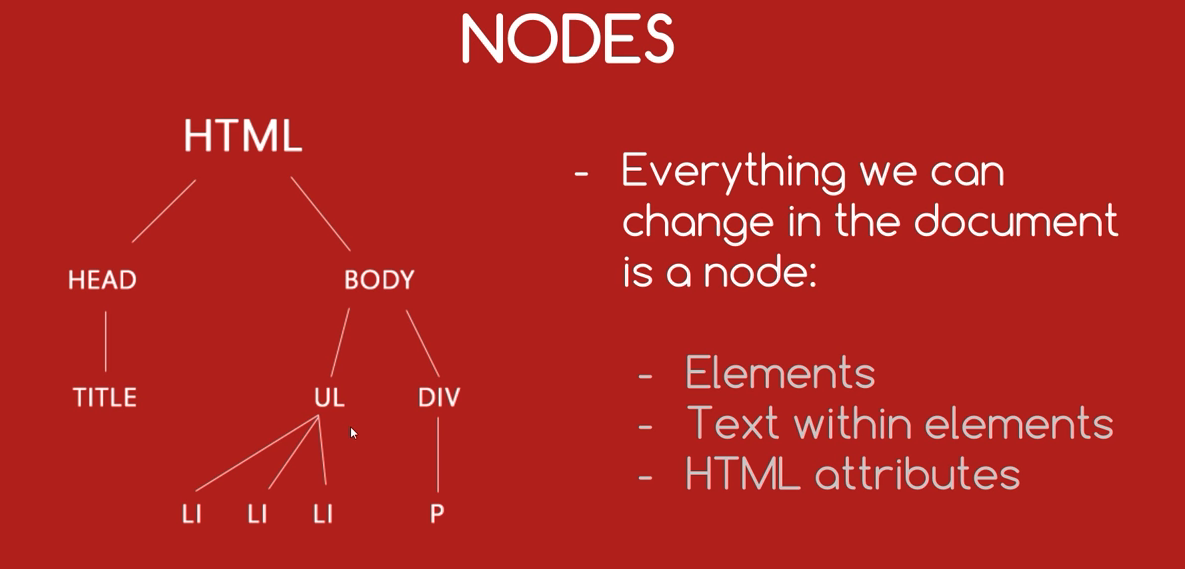 NODES
HTML
HEAD BODY
TITLE UL DIV
LI LI LI P
- Everything we can
change in the document
is a node:
- Elements
- Text within elements
- HTML attributes